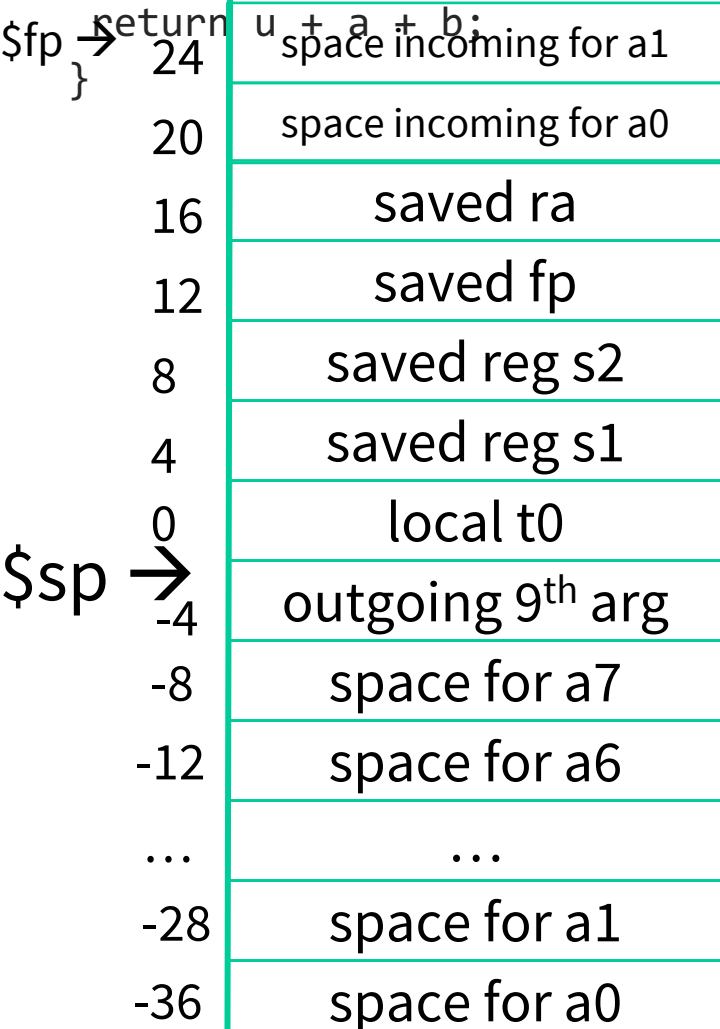 return u + a + b;
}
$fp → 24 space incoming for a1
20 space incoming for a0
16 saved ra
12 saved fp
8 saved reg s2
4 saved reg s1
0 local t0
$sp →
-4 outgoing 9th arg
-8 space for a7
-12 space for a6
... ...
-28 space for a1
-36 space for a0